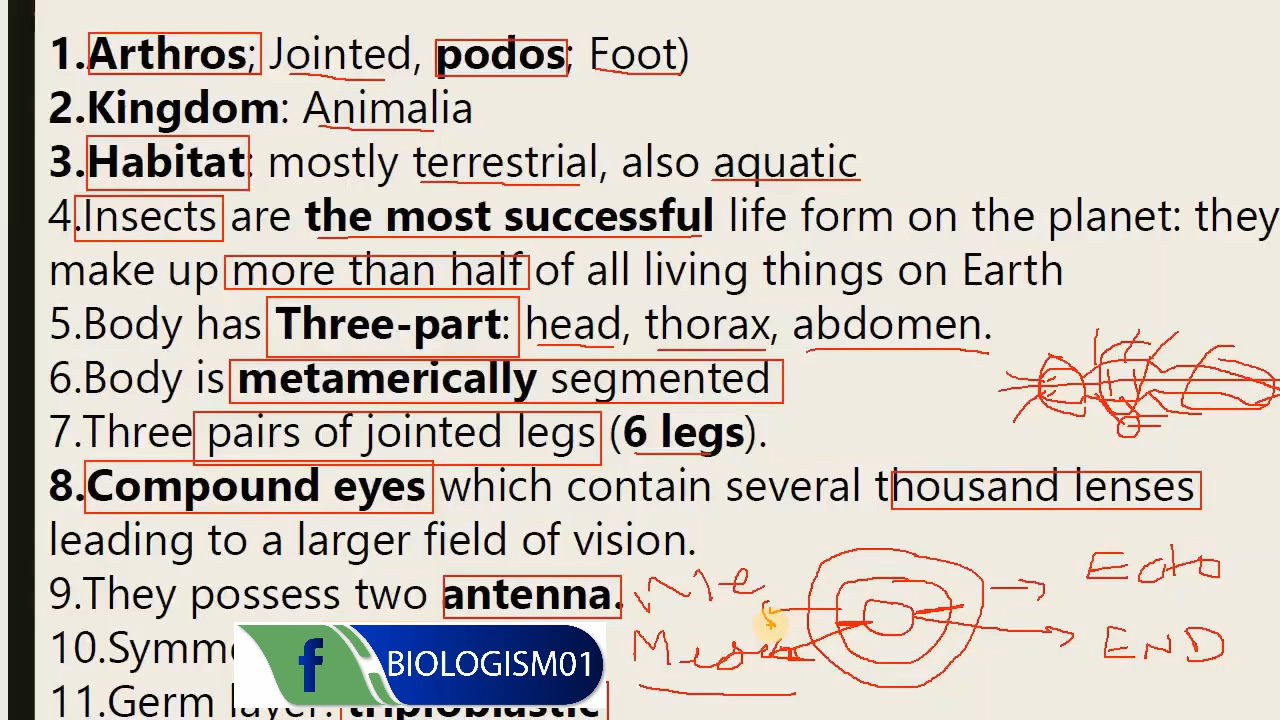 1.Arthros; Jointed, podos; Foot)
2.Kingdom: Animalia
3.Habitat: mostly terrestrial, also aquatic
4.Insects are the most successful life form on the planet: they
make up more than half of all living things on Earth
5.Body has Three-part: head, thorax, abdomen.
6.Body is metamerically segmented
7.Three pairs of jointed legs (6 legs).
8.Compound eyes which contain several thousand lenses
leading to a larger field of vision.
9.They possess two antenna.
Ecto
10.
END
BIOLOGISM01
11.Germ layer: triploblastic